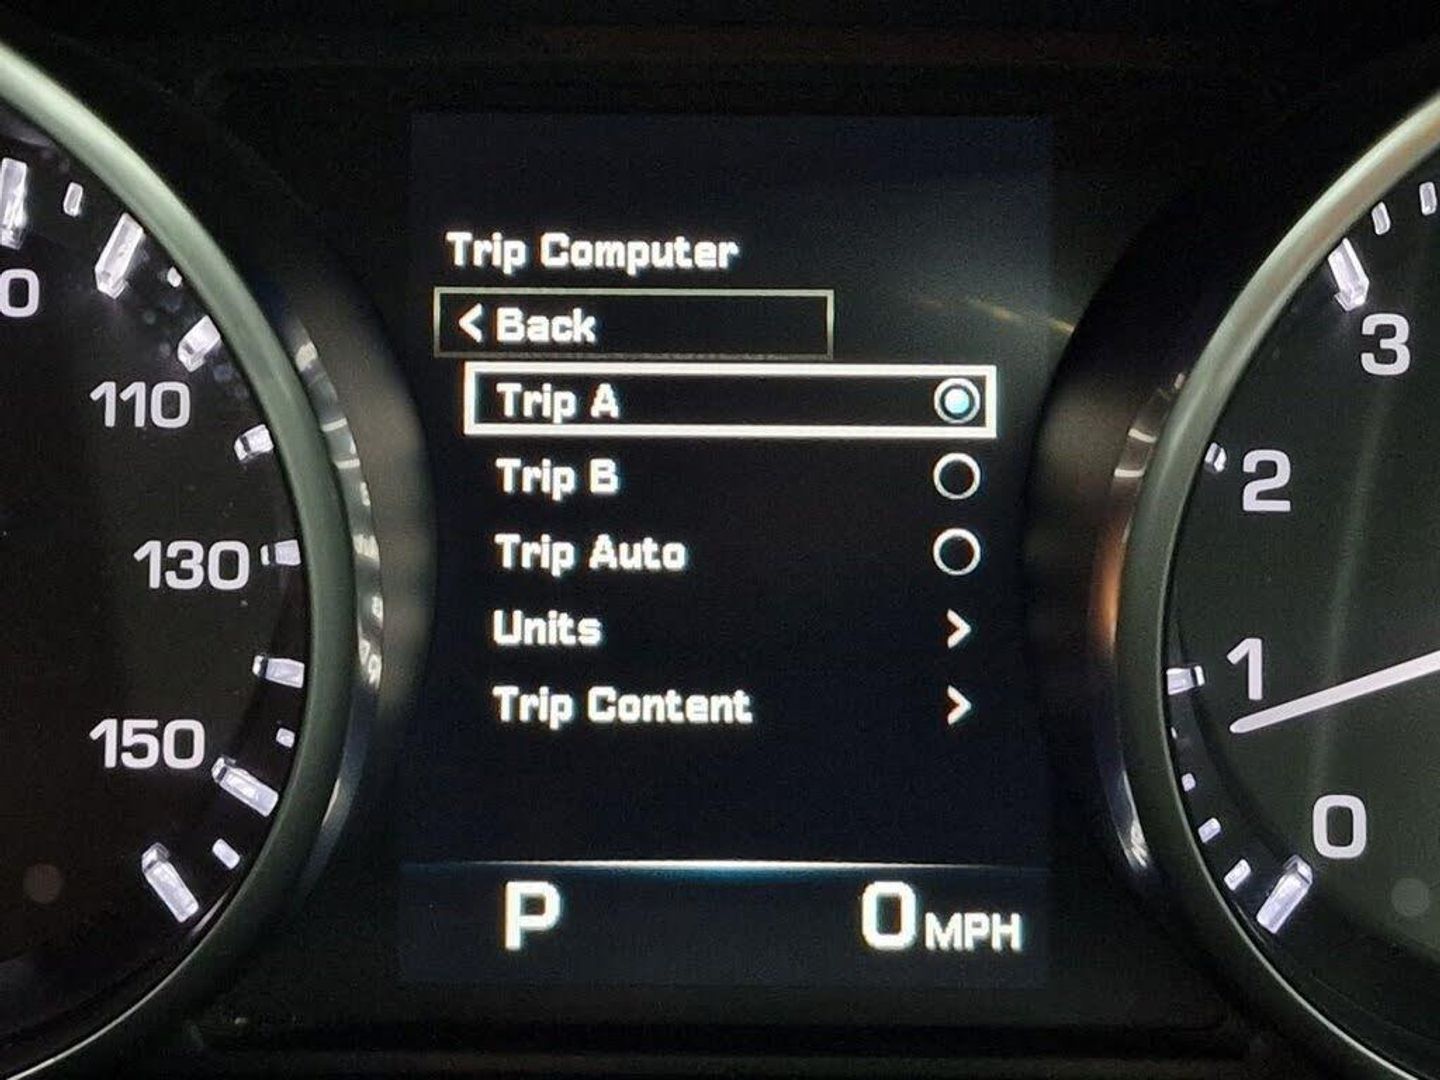 Trip Computer
< Back
Trip A
Trip B
Trip Auto
Units >
Trip Content >
P 0 MPH
0
110
130
150
3
2
1
0